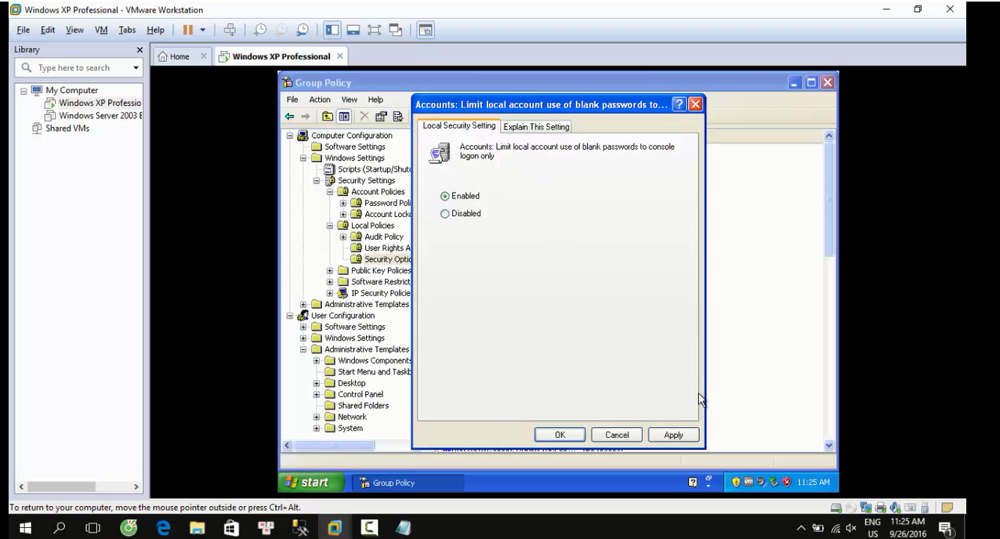 Windows XP Professional - VMware Workstation
File Edit View VM Tabs Help
Library
Type here to search
My Computer
Windows XP Professio
Windows Server 2003 E
Shared VMs
Home
Windows XP Professional
Group Policy
File Action View Help
Computer Configuration
Software Settings
Windows Settings
Scripts (Startup/Shutd
Security Settings
Account Policies
Password Poli
Account Locko
Local Policies
Audit Policy
User Rights A
Security Optio
Public Key Policies
Software Restrict
IP Security Policie
Administrative Templates
User Configuration
Software Settings
Windows Settings
Administrative Templates
Windows Components
Start Menu and Taskb
Desktop
Control Panel
Shared Folders
Network
System
Accounts: Limit local account use of blank passwords to...
Local Security Setting
Explain This Setting
Accounts: Limit local account use of blank passwords to console
logon only
Enabled
Disabled
OK
Cancel
Apply
start
Group Policy
11:25 AM
To return to your computer, move the mouse pointer outside or press Ctrl+Alt.
ENG
US
11:25 AM
9/26/2016
1